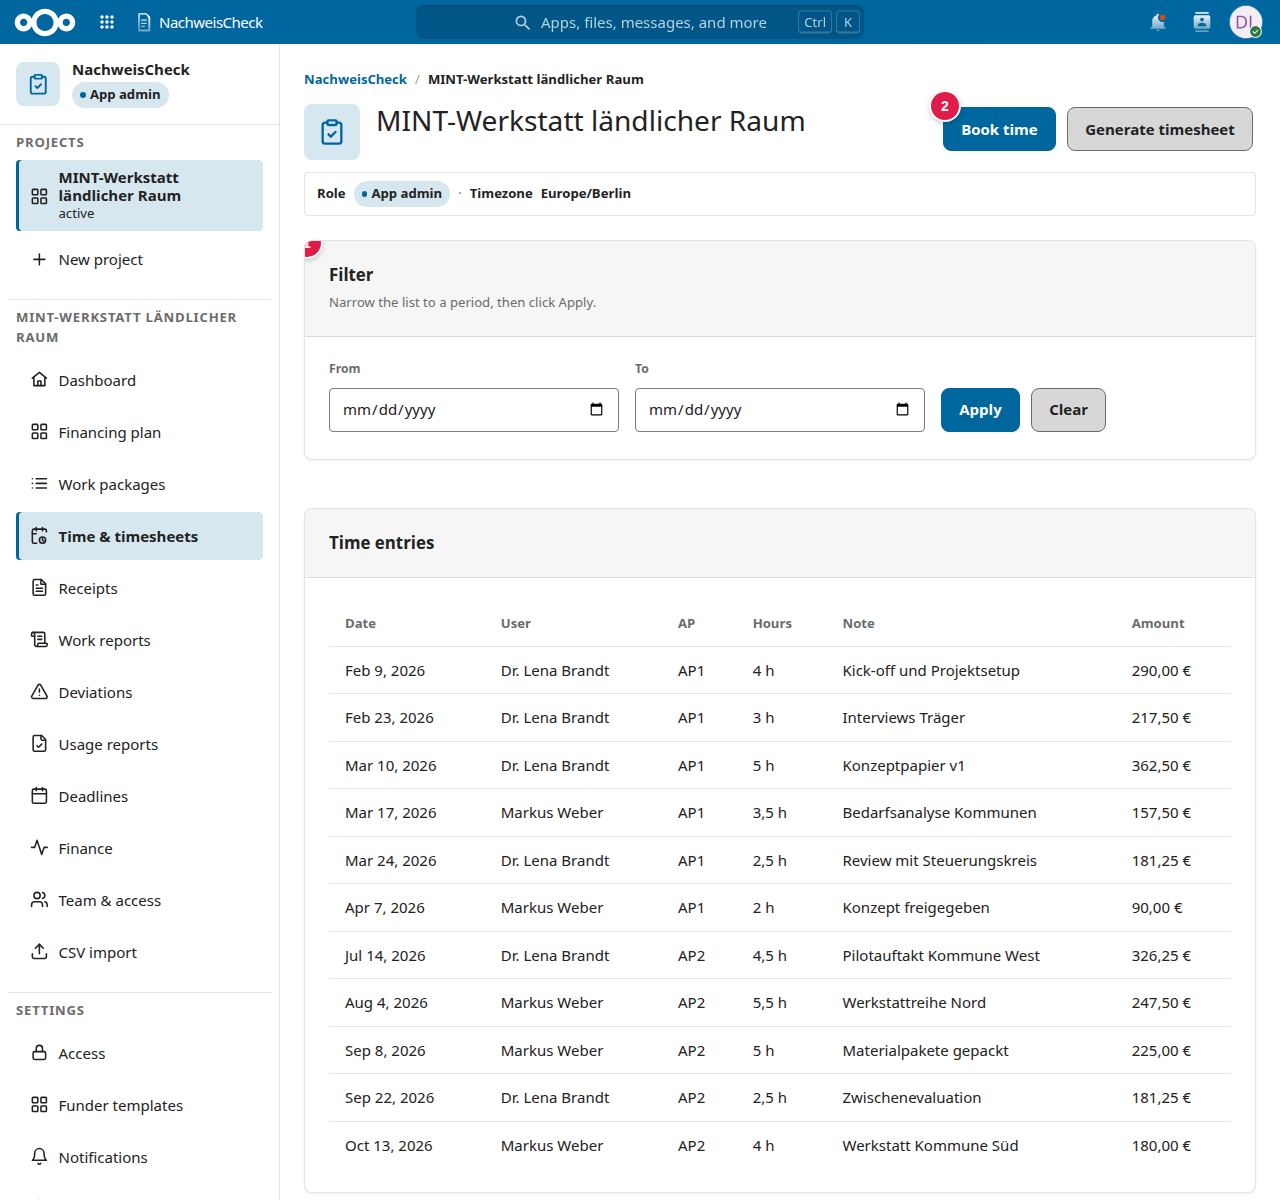 NachweisCheck
Apps, files, messages, and more
Ctrl K
DL
NachweisCheck
App admin
PROJECTS
MINT-Werkstatt
ländlicher Raum
active
New project
MINT-WERKSTATT LÄNDLICHER
RAUM
Dashboard
Financing plan
Work packages
Time & timesheets
Receipts
Work reports
Deviations
Usage reports
Deadlines
Finance
Team & access
CSV import
SETTINGS
Access
Funder templates
Notifications
NachweisCheck / MINT-Werkstatt ländlicher Raum
MINT-Werkstatt ländlicher Raum
2
Book time
Generate timesheet
Role App admin · Timezone Europe/Berlin
Filter
Narrow the list to a period, then click Apply.
From To
mm/dd/yyyy mm/dd/yyyy Apply Clear
Time entries
Date User AP Hours Note Amount
Feb 9, 2026 Dr. Lena Brandt AP1 4 h Kick-off und Projektsetup 290,00 €
Feb 23, 2026 Dr. Lena Brandt AP1 3 h Interviews Träger 217,50 €
Mar 10, 2026 Dr. Lena Brandt AP1 5 h Konzeptpapier v1 362,50 €
Mar 17, 2026 Markus Weber AP1 3,5 h Bedarfsanalyse Kommunen 157,50 €
Mar 24, 2026 Dr. Lena Brandt AP1 2,5 h Review mit Steuerungskreis 181,25 €
Apr 7, 2026 Markus Weber AP1 2 h Konzept freigegeben 90,00 €
Jul 14, 2026 Dr. Lena Brandt AP2 4,5 h Pilotauftakt Kommune West 326,25 €
Aug 4, 2026 Markus Weber AP2 5,5 h Werkstattreihe Nord 247,50 €
Sep 8, 2026 Markus Weber AP2 5 h Materialpakete gepackt 225,00 €
Sep 22, 2026 Dr. Lena Brandt AP2 2,5 h Zwischenevaluation 181,25 €
Oct 13, 2026 Markus Weber AP2 4 h Werkstatt Kommune Süd 180,00 €